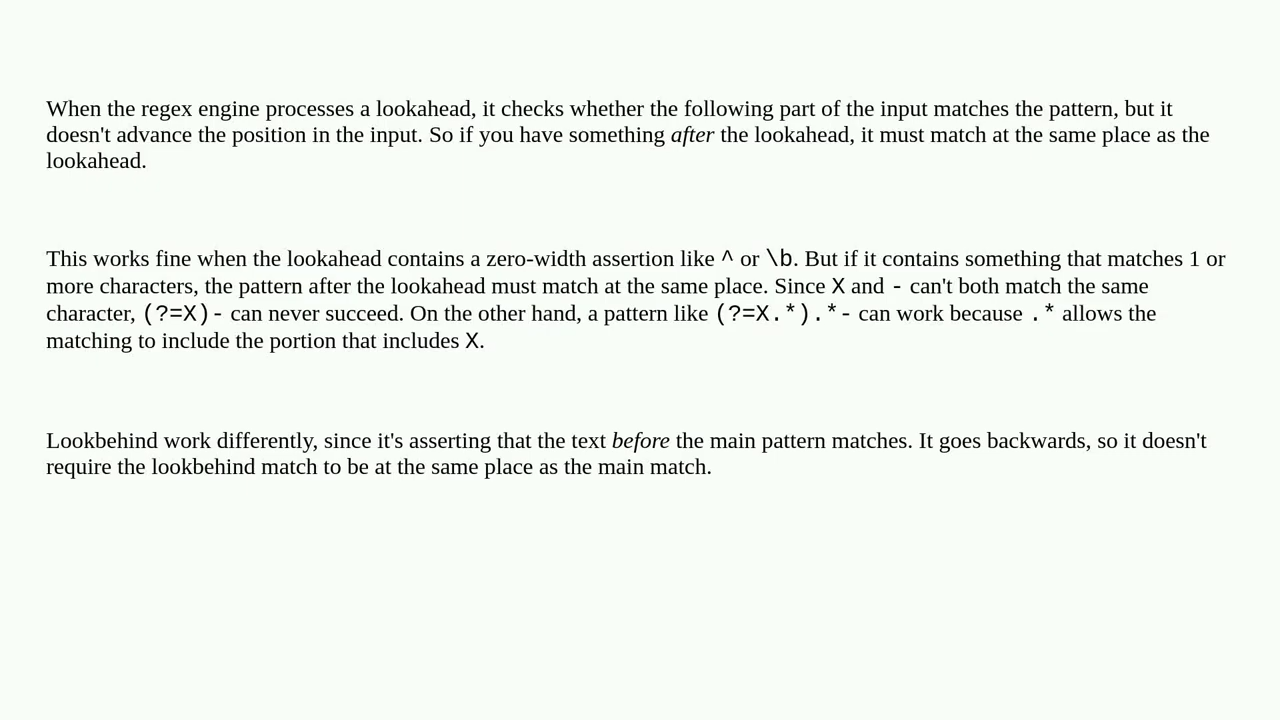 When the regex engine processes a lookahead, it checks whether the following part of the input matches the pattern, but it
doesn't advance the position in the input. So if you have something after the lookahead, it must match at the same place as the
lookahead.
This works fine when the lookahead contains a zero-width assertion like ^ or \b. But if it contains something that matches 1 or
more characters, the pattern after the lookahead must match at the same place. Since X and - can't both match the same
character, (?=X)- can never succeed. On the other hand, a pattern like (?=X.*).*- can work because .* allows the
matching to include the portion that includes X.
Lookbehind work differently, since it's asserting that the text before the main pattern matches. It goes backwards, so it doesn't
require the lookbehind match to be at the same place as the main match.